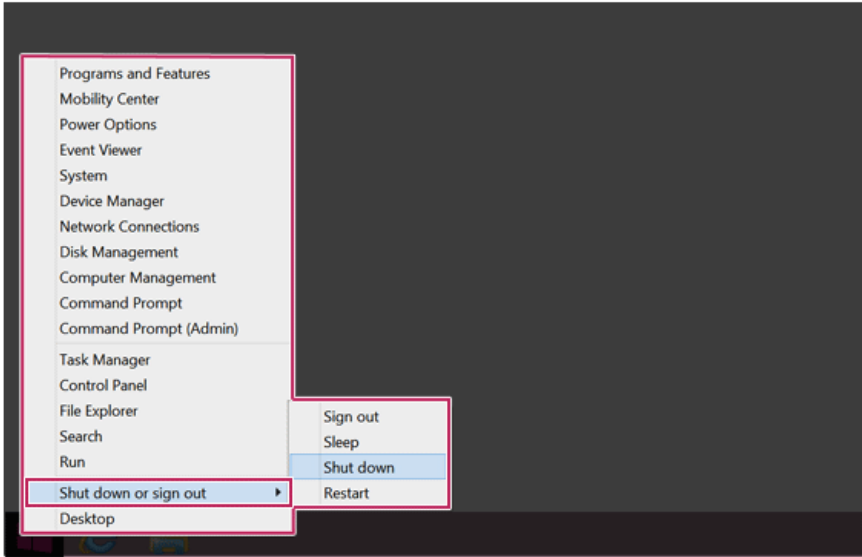 Programs and Features
Mobility Center
Power Options
Event Viewer
System
Device Manager
Network Connections
Disk Management
Computer Management
Command Prompt
Command Prompt (Admin)
Task Manager
Control Panel
File Explorer
Search
Run
Shut down or sign out
Desktop
Sign out
Sleep
Shut down
Restart